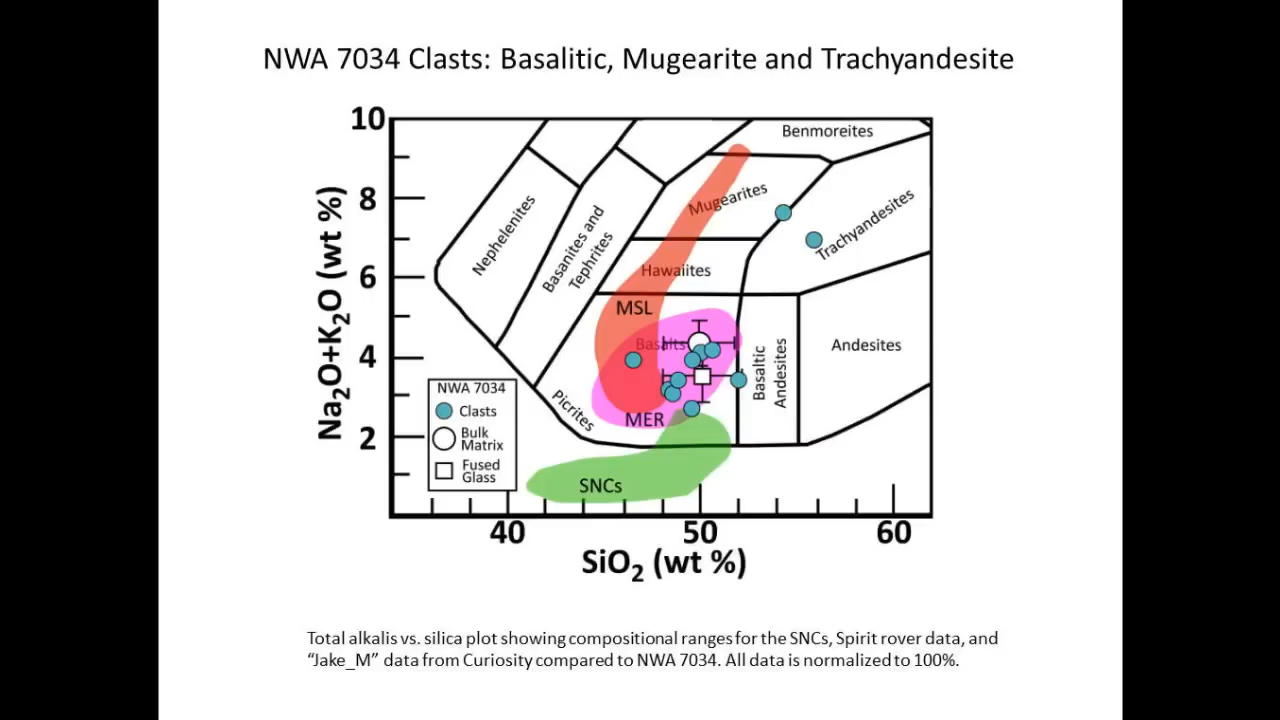 NWA 7034 Clasts: Basalitic, Mugearite and Trachyandesite
10
8
6
4
2
Na2O+K2O (wt %)
Benmoreites
Mugearites
Trachyandesites
Nephelenites
Basanites and
Tephrites
Hawaiites
MSL
Basalts
Basaltic
Andesites
Andesites
Picrites
MER
SNCs
NWA 7034
Clasts
Bulk
Matrix
Fused
Glass
40
50
60
SiO2 (wt %)
Total alkalis vs. silica plot showing compositional ranges for the SNCs, Spirit rover data, and
“Jake_M” data from Curiosity compared to NWA 7034. All data is normalized to 100%.